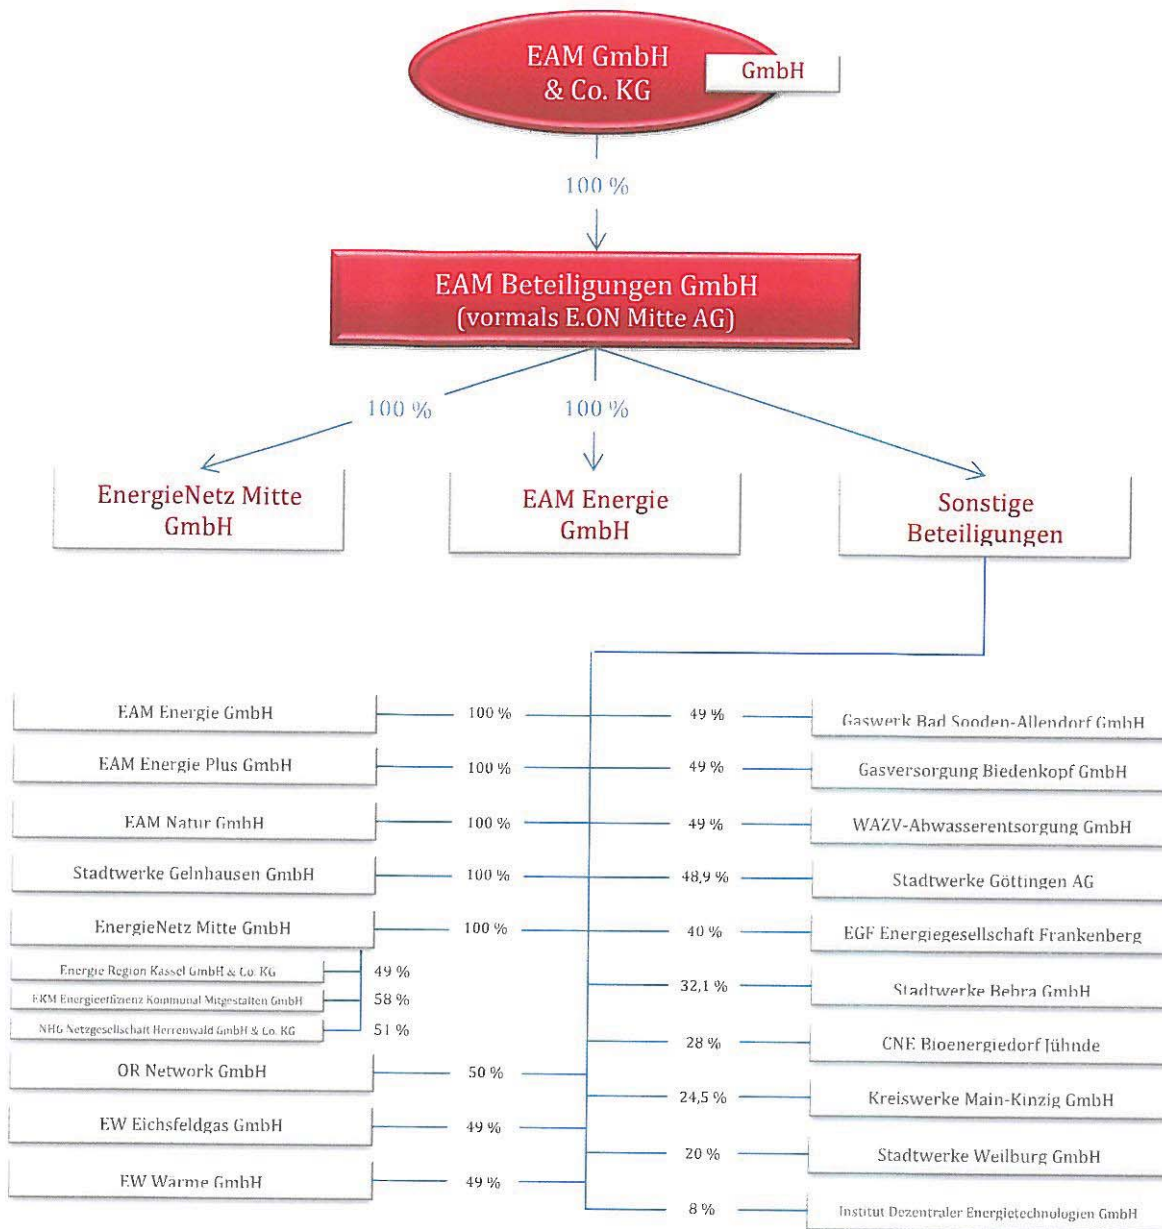 EAM GmbH
& Co. KG
GmbH
100 %
EAM Beteiligungen GmbH
(vormals E.ON Mitte AG)
100 %
100 %
EnergieNetz Mitte
GmbH
EAM Energie
GmbH
Sonstige
Beteiligungen
EAM Energie GmbH
100 %
49 %
Gaswerk Bad Sooden-Allendorf GmbH
EAM Energie Plus GmbH
100 %
49 %
Gasversorgung Biedenkopf GmbH
EAM Natur GmbH
100 %
49 %
WAZV-Abwasserentsorgung GmbH
Stadtwerke Gelnhausen GmbH
100 %
48,9 %
Stadtwerke Göttingen AG
EnergieNetz Mitte GmbH
100 %
40 %
EGF Energiegesellschaft Frankenberg
Energie Region Kassel GmbH & Co. KG
49 %
EKM Energieeffizienz Kommunal Mitgestalten GmbH
58 %
32,1 %
Stadtwerke Bebra GmbH
NHG Netzgesellschaft Herrenwald GmbH & Co. KG
51 %
28 %
CNE Bioenergiedorf Jühnde
OR Network GmbH
50 %
24,5 %
Kreiswerke Main-Kinzig GmbH
EW Eichsfeldgas GmbH
49 %
20 %
Stadtwerke Weilburg GmbH
EW Wärme GmbH
49 %
8 %
Institut Dezentraler Energietechnologien GmbH